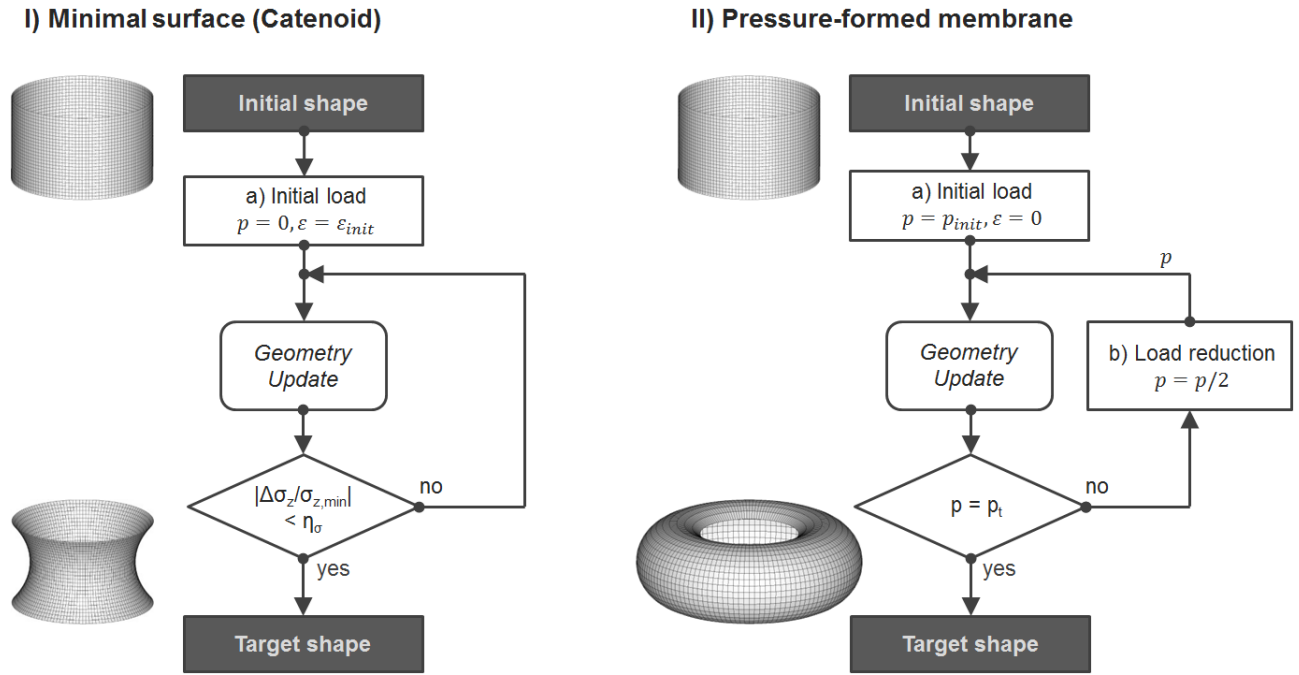 I) Minimal surface (Catenoid)
Initial shape
a) Initial load
p = 0, ε = ε_init
Geometry
Update
|Δσ_z/σ_z,min|
< η_σ
no
yes
Target shape
II) Pressure-formed membrane
Initial shape
a) Initial load
p = p_init, ε = 0
p
Geometry
Update
b) Load reduction
p = p/2
p = p_t
no
yes
Target shape